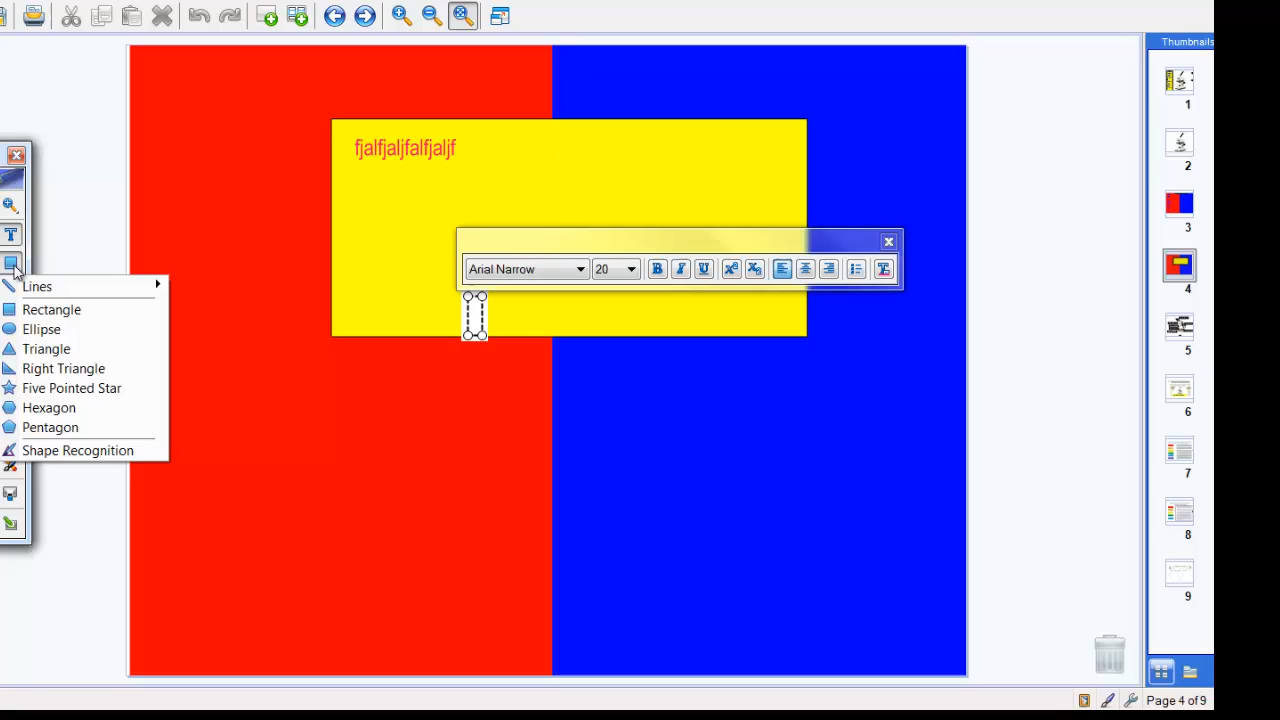 Thumbnails
fjalfjaljfalfjaljf
Arial Narrow
20
B I U
T
Lines
Rectangle
Ellipse
Triangle
Right Triangle
Five Pointed Star
Hexagon
Pentagon
Shape Recognition
1
2
3
4
5
6
7
8
9
Page 4 of 9